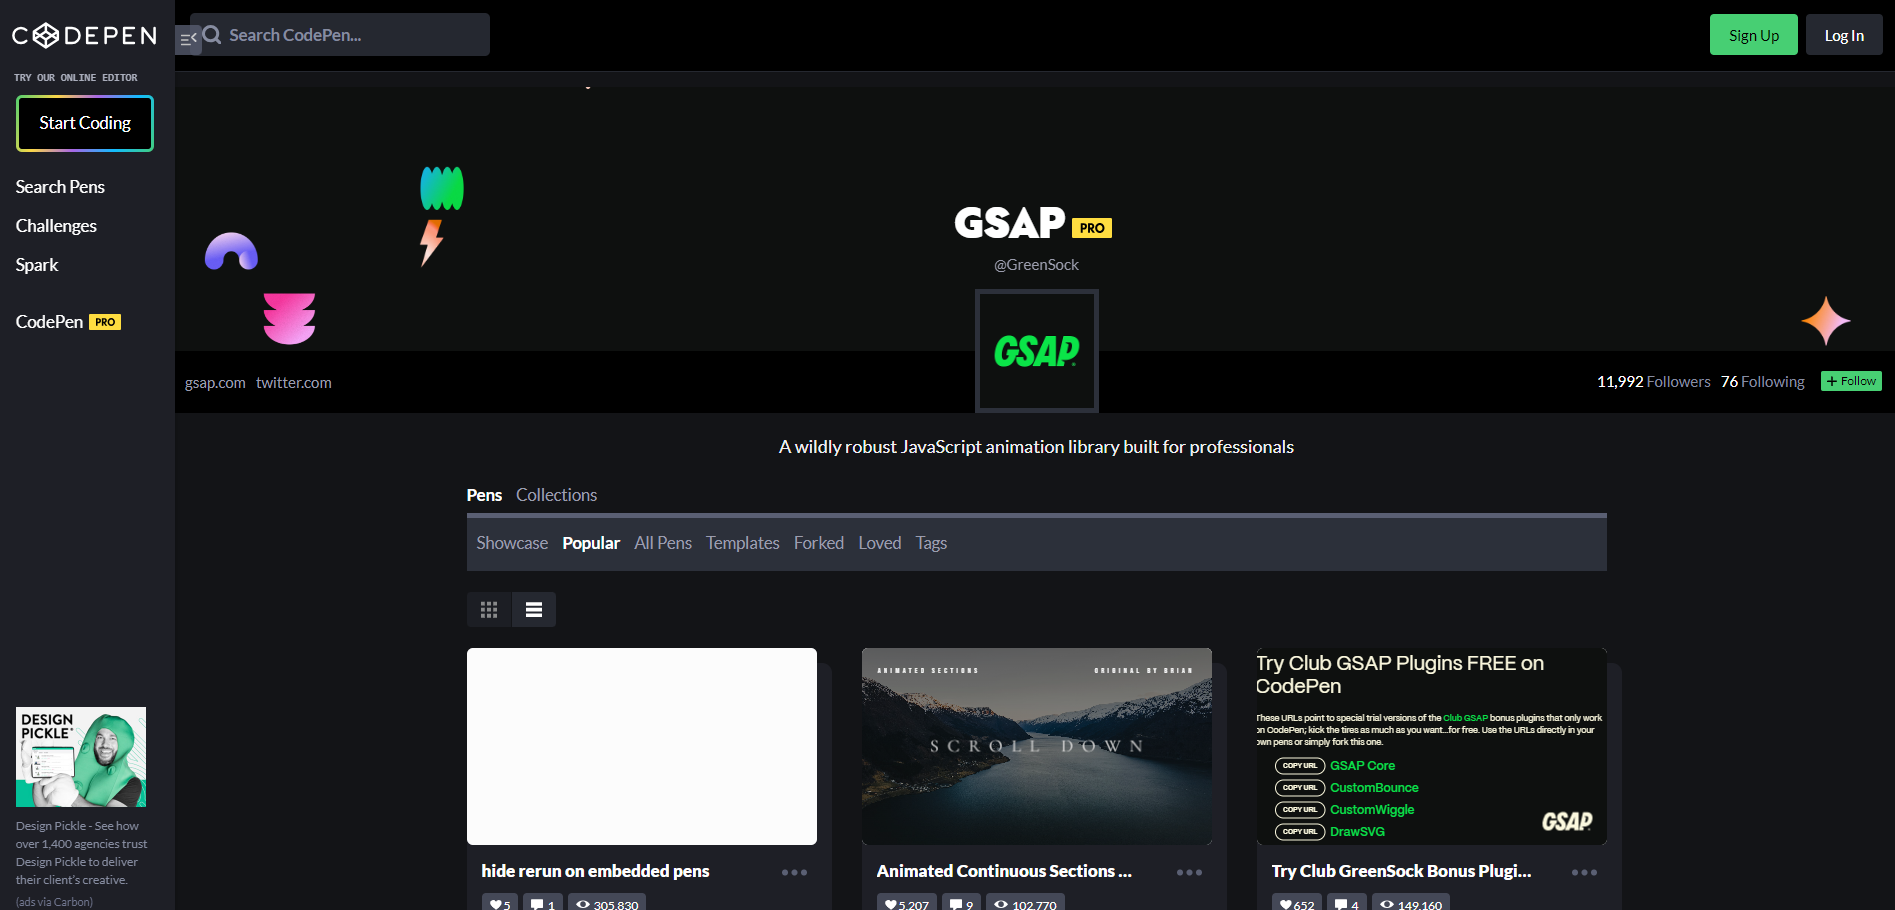 CODEPEN
Search CodePen...
Sign Up
Log In
TRY OUR ONLINE EDITOR
Start Coding
Search Pens
Challenges
Spark
CodePen PRO
DESIGN
PICKLE
Design Pickle - See how
over 1,400 agencies trust
Design Pickle to deliver
their client's creative.
(ads via Carbon)
GSAP PRO
@GreenSock
GSAP
gsap.com twitter.com
11,992 Followers 76 Following + Follow
A wildly robust JavaScript animation library built for professionals
Pens Collections
Showcase Popular All Pens Templates Forked Loved Tags
hide rerun on embedded pens
5 1 305,830
ANIMATED SECTIONS ORIGINAL BY BRIAN
SCROLL DOWN
Animated Continuous Sections ...
5,207 9 102,770
Try Club GSAP Plugins FREE on
CodePen
These URLs point to special trial versions of the Club GSAP bonus plugins that only work
on CodePen; kick the tires as much as you want...for free. Use the URLs directly in your
own pens or simply fork this one.
COPY URL GSAP Core
COPY URL CustomBounce
COPY URL CustomWiggle
COPY URL DrawSVG
GSAP
Try Club GreenSock Bonus Plugi...
652 4 149,160